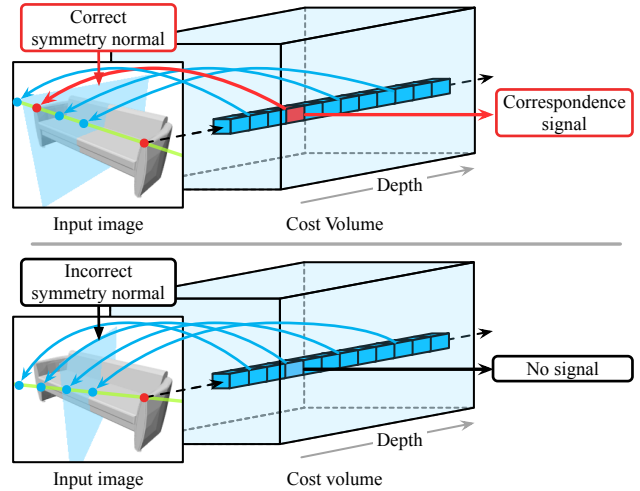 Correct
symmetry normal
Correspondence
signal
Depth
Input image
Cost Volume
Incorrect
symmetry normal
No signal
Depth
Input image
Cost volume